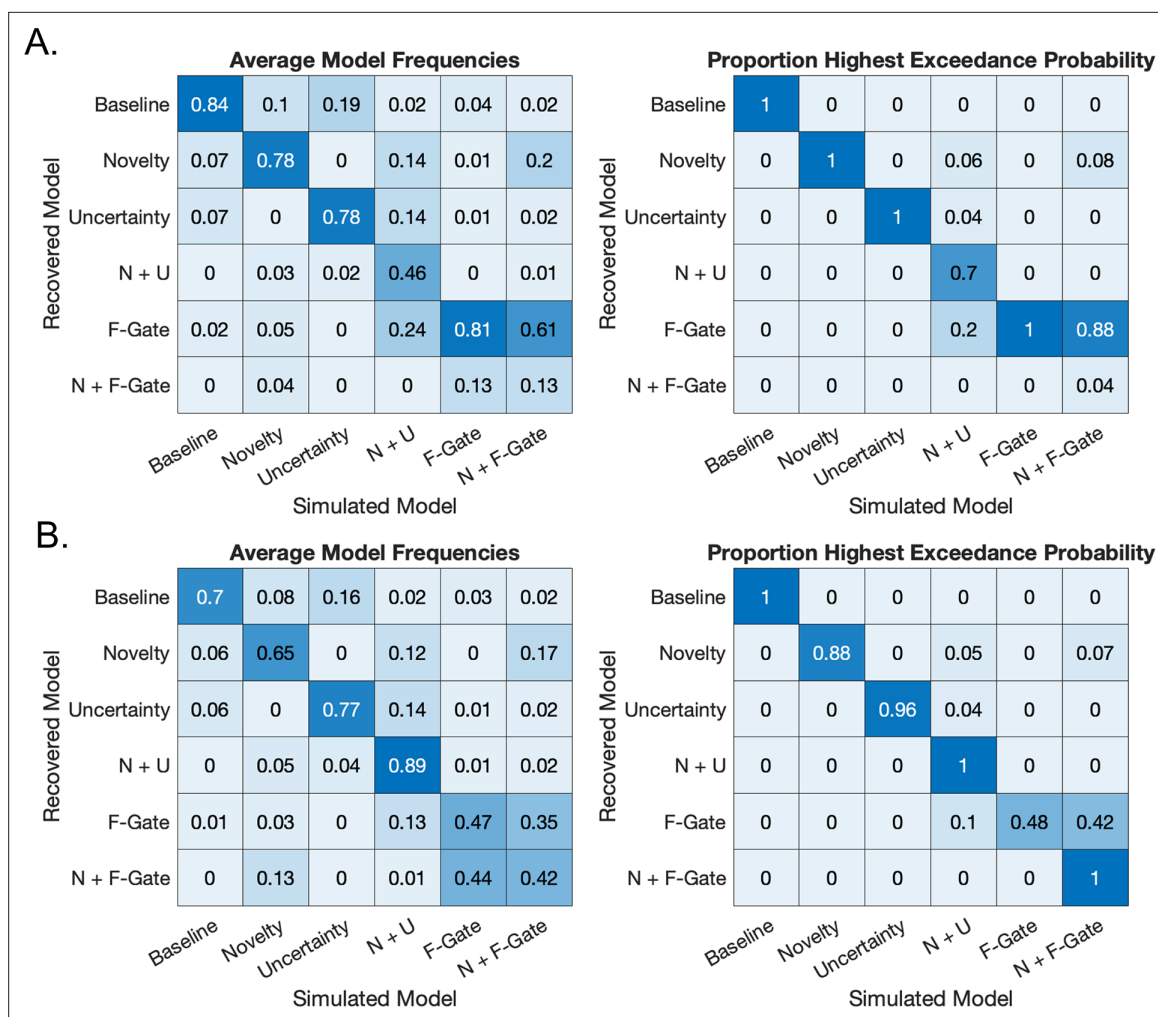 A.
Average Model Frequencies
Recovered Model
Baseline 0.84 0.1 0.19 0.02 0.04 0.02
Novelty 0.07 0.78 0 0.14 0.01 0.2
Uncertainty 0.07 0 0.78 0.14 0.01 0.02
N + U 0 0.03 0.02 0.46 0 0.01
F-Gate 0.02 0.05 0 0.24 0.81 0.61
N + F-Gate 0 0.04 0 0 0.13 0.13
Baseline Novelty Uncertainty N + U F-Gate N + F-Gate
Simulated Model
Proportion Highest Exceedance Probability
Recovered Model
Baseline 1 0 0 0 0 0
Novelty 0 1 0 0.06 0 0.08
Uncertainty 0 0 1 0.04 0 0
N + U 0 0 0 0.7 0 0
F-Gate 0 0 0 0.2 1 0.88
N + F-Gate 0 0 0 0 0 0.04
Baseline Novelty Uncertainty N + U F-Gate N + F-Gate
Simulated Model
B.
Average Model Frequencies
Recovered Model
Baseline 0.7 0.08 0.16 0.02 0.03 0.02
Novelty 0.06 0.65 0 0.12 0 0.17
Uncertainty 0.06 0 0.77 0.14 0.01 0.02
N + U 0 0.05 0.04 0.89 0.01 0.02
F-Gate 0.01 0.03 0 0.13 0.47 0.35
N + F-Gate 0 0.13 0 0.01 0.44 0.42
Baseline Novelty Uncertainty N + U F-Gate N + F-Gate
Simulated Model
Proportion Highest Exceedance Probability
Recovered Model
Baseline 1 0 0 0 0 0
Novelty 0 0.88 0 0.05 0 0.07
Uncertainty 0 0 0.96 0.04 0 0
N + U 0 0 0 1 0 0
F-Gate 0 0 0 0.1 0.48 0.42
N + F-Gate 0 0 0 0 0 1
Baseline Novelty Uncertainty N + U F-Gate N + F-Gate
Simulated Model